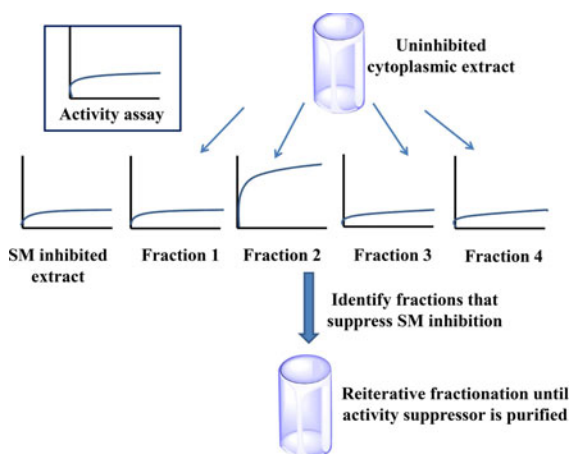 Uninhibited
cytoplasmic extract
Activity assay
SM inhibited
extract
Fraction 1
Fraction 2
Fraction 3
Fraction 4
Identify fractions that
suppress SM inhibition
Reiterative fractionation until
activity suppressor is purified